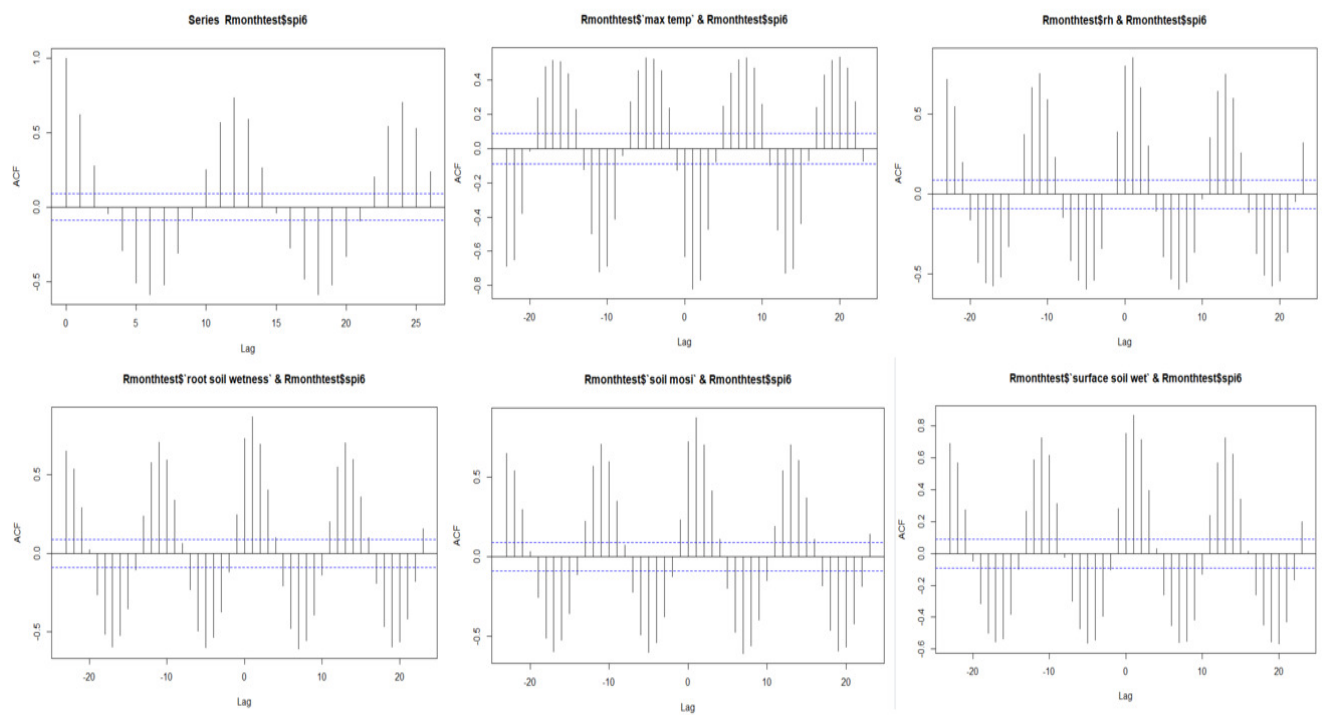 Series Rmonthtest$spi6
ACF
1.0
0.5
0.0
-0.5
0 5 10 15 20 25
Lag
Rmonthtest$`max temp` & Rmonthtest$spi6
ACF
0.4
0.2
0.0
-0.2
-0.4
-0.6
-0.8
-20 -10 0 10 20
Lag
Rmonthtest$rh & Rmonthtest$spi6
ACF
0.5
0.0
-0.5
-20 -10 0 10 20
Lag
Rmonthtest$`root soil wetness` & Rmonthtest$spi6
ACF
0.5
0.0
-0.5
-20 -10 0 10 20
Lag
Rmonthtest$`soil mosi` & Rmonthtest$spi6
ACF
0.5
0.0
-0.5
-20 -10 0 10 20
Lag
Rmonthtest$`surface soil wet` & Rmonthtest$spi6
ACF
0.8
0.6
0.4
0.2
0.0
-0.2
-0.4
-0.6
-20 -10 0 10 20
Lag